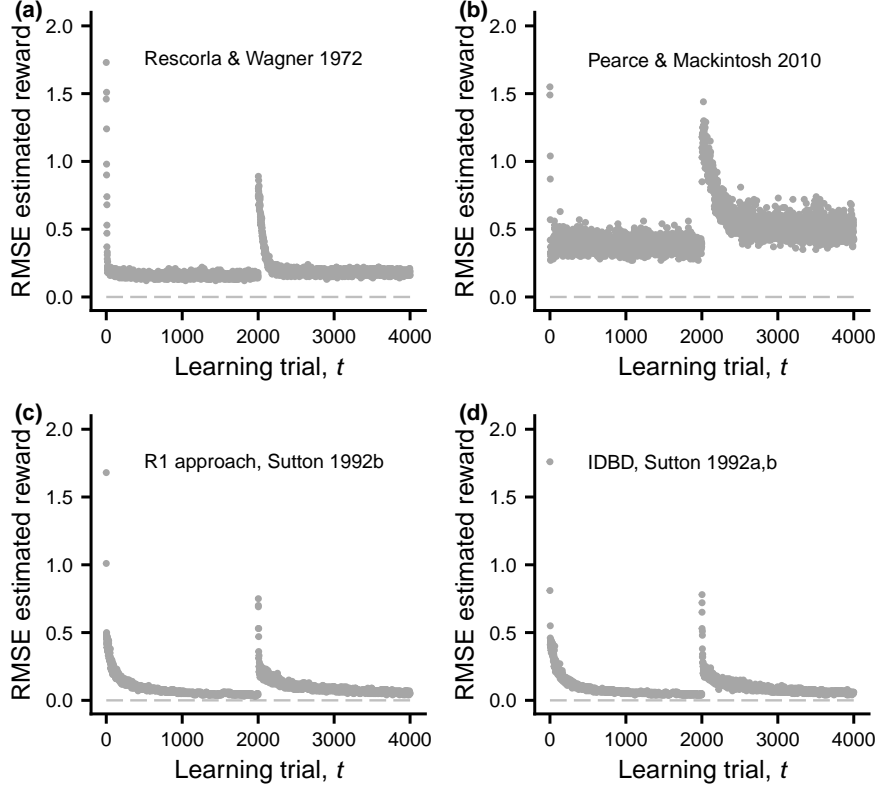 (a)
Rescorla & Wagner 1972
RMSE estimated reward
2.0
1.5
1.0
0.5
0.0
0
1000
2000
3000
4000
Learning trial, t
(b)
Pearce & Mackintosh 2010
RMSE estimated reward
2.0
1.5
1.0
0.5
0.0
0
1000
2000
3000
4000
Learning trial, t
(c)
R1 approach, Sutton 1992b
RMSE estimated reward
2.0
1.5
1.0
0.5
0.0
0
1000
2000
3000
4000
Learning trial, t
(d)
IDBD, Sutton 1992a,b
RMSE estimated reward
2.0
1.5
1.0
0.5
0.0
0
1000
2000
3000
4000
Learning trial, t